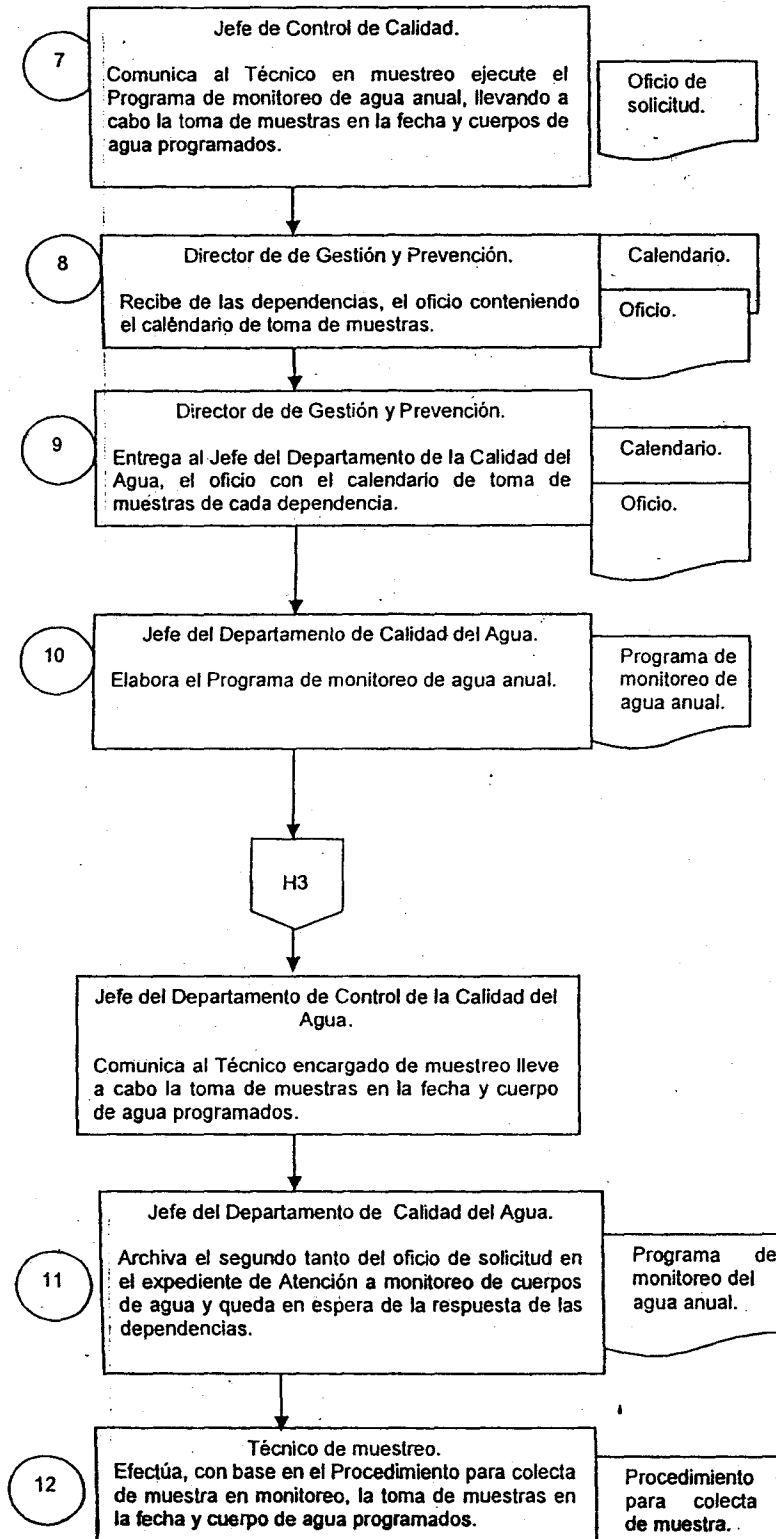 Jefe de Control de Calidad.
7
Comunica al Técnico en muestreo ejecute el
Programa de monitoreo de agua anual, llevando a
cabo la toma de muestras en la fecha y cuerpos de
agua programados.
Oficio de
solicitud.
8
Director de de Gestión y Prevención.
Recibe de las dependencias, el oficio conteniendo
el caléndario de toma de muestras.
Calendario.
Oficio.
9
Director de de Gestión y Prevención.
Entrega al Jefe del Departamento de la Calidad del
Agua, el oficio con el calendario de toma de
muestras de cada dependencia.
Calendario.
Oficio.
10
Jefe del Departamento de Calidad del Agua.
Elabora el Programa de monitoreo de agua anual.
Programa de
monitoreo de
agua anual.
H3
Jefe del Departamento de Control de la Calidad del
Agua.
Comunica al Técnico encargado de muestreo lleve
a cabo la toma de muestras en la fecha y cuerpo
de agua programados.
11
Jefe del Departamento de Calidad del Agua.
Archiva el segundo tanto del oficio de solicitud en
el expediente de Atención a monitoreo de cuerpos
de agua y queda en espera de la respuesta de las
dependencias.
Programa de
monitoreo del
agua anual.
12
Técnico de muestreo.
Efectúa, con base en el Procedimiento para colecta
de muestra en monitoreo, la toma de muestras en
la fecha y cuerpo de agua programados.
Procedimiento
para colecta
de muestra.